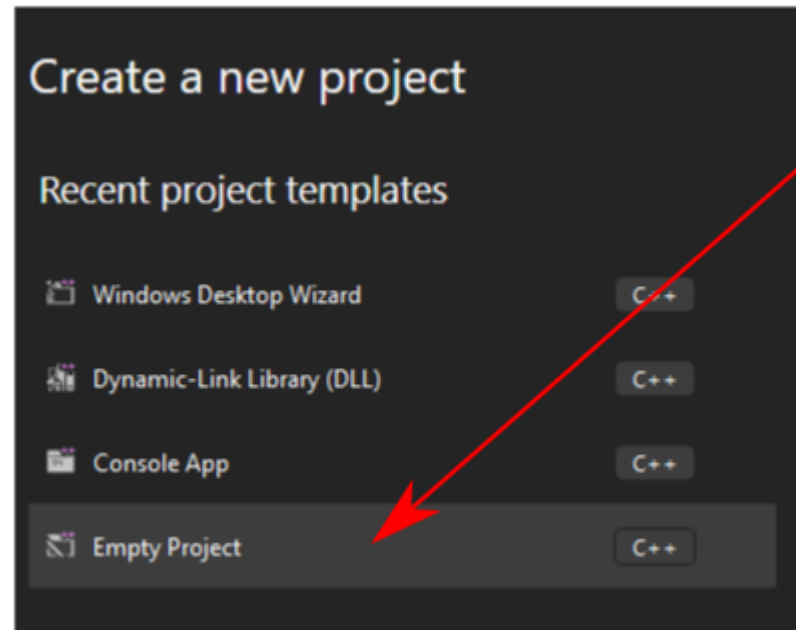 Create a new project
Recent project templates
Windows Desktop Wizard C++
Dynamic-Link Library (DLL) C++
Console App C++
Empty Project C++